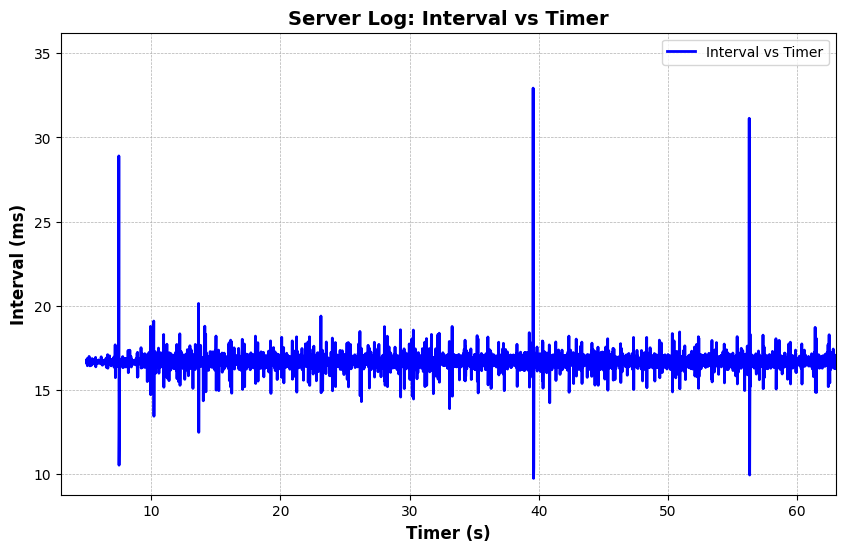 Server Log: Interval vs Timer
Interval vs Timer
Interval (ms)
35
30
25
20
15
10
10 20 30 40 50 60
Timer (s)